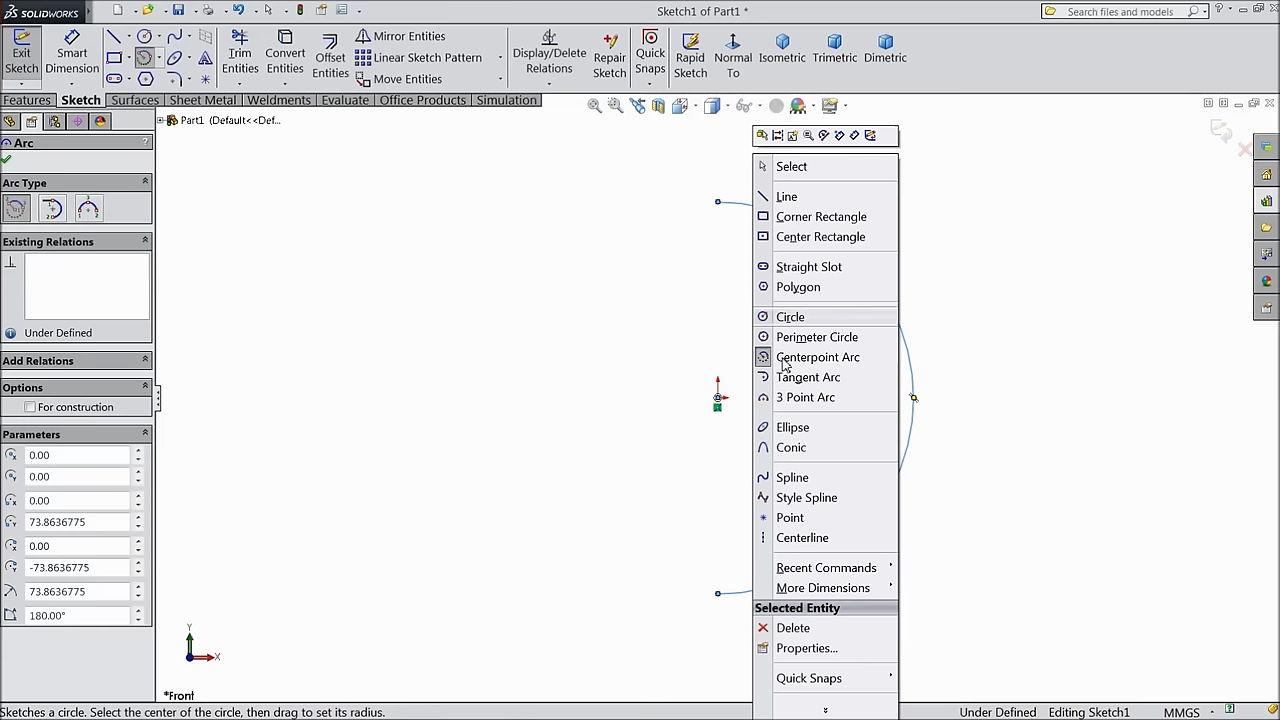 SOLIDWORKS
Sketch1 of Part1 *
Search files and models
Exit Sketch
Smart Dimension
Trim Entities
Convert Entities
Offset Entities
Mirror Entities
Linear Sketch Pattern
Move Entities
Display/Delete Relations
Repair Sketch
Quick Snaps
Rapid Sketch
Normal To
Isometric
Trimetric
Dimetric
Features Sketch Surfaces Sheet Metal Weldments Evaluate Office Products Simulation
Part1 (Default<<Def...
Arc
?
Arc Type
Existing Relations
Under Defined
Add Relations
Options
For construction
Parameters
0.00
0.00
0.00
73.8636775
0.00
-73.8636775
73.8636775
180.00°
Select
Line
Corner Rectangle
Center Rectangle
Straight Slot
Polygon
Circle
Perimeter Circle
Centerpoint Arc
Tangent Arc
3 Point Arc
Ellipse
Conic
Spline
Style Spline
Point
Centerline
Recent Commands
More Dimensions
Selected Entity
Delete
Properties...
Quick Snaps
Y
X
*Front
Sketches a circle. Select the center of the circle, then drag to set its radius.
Under Defined Editing Sketch1 MMGS